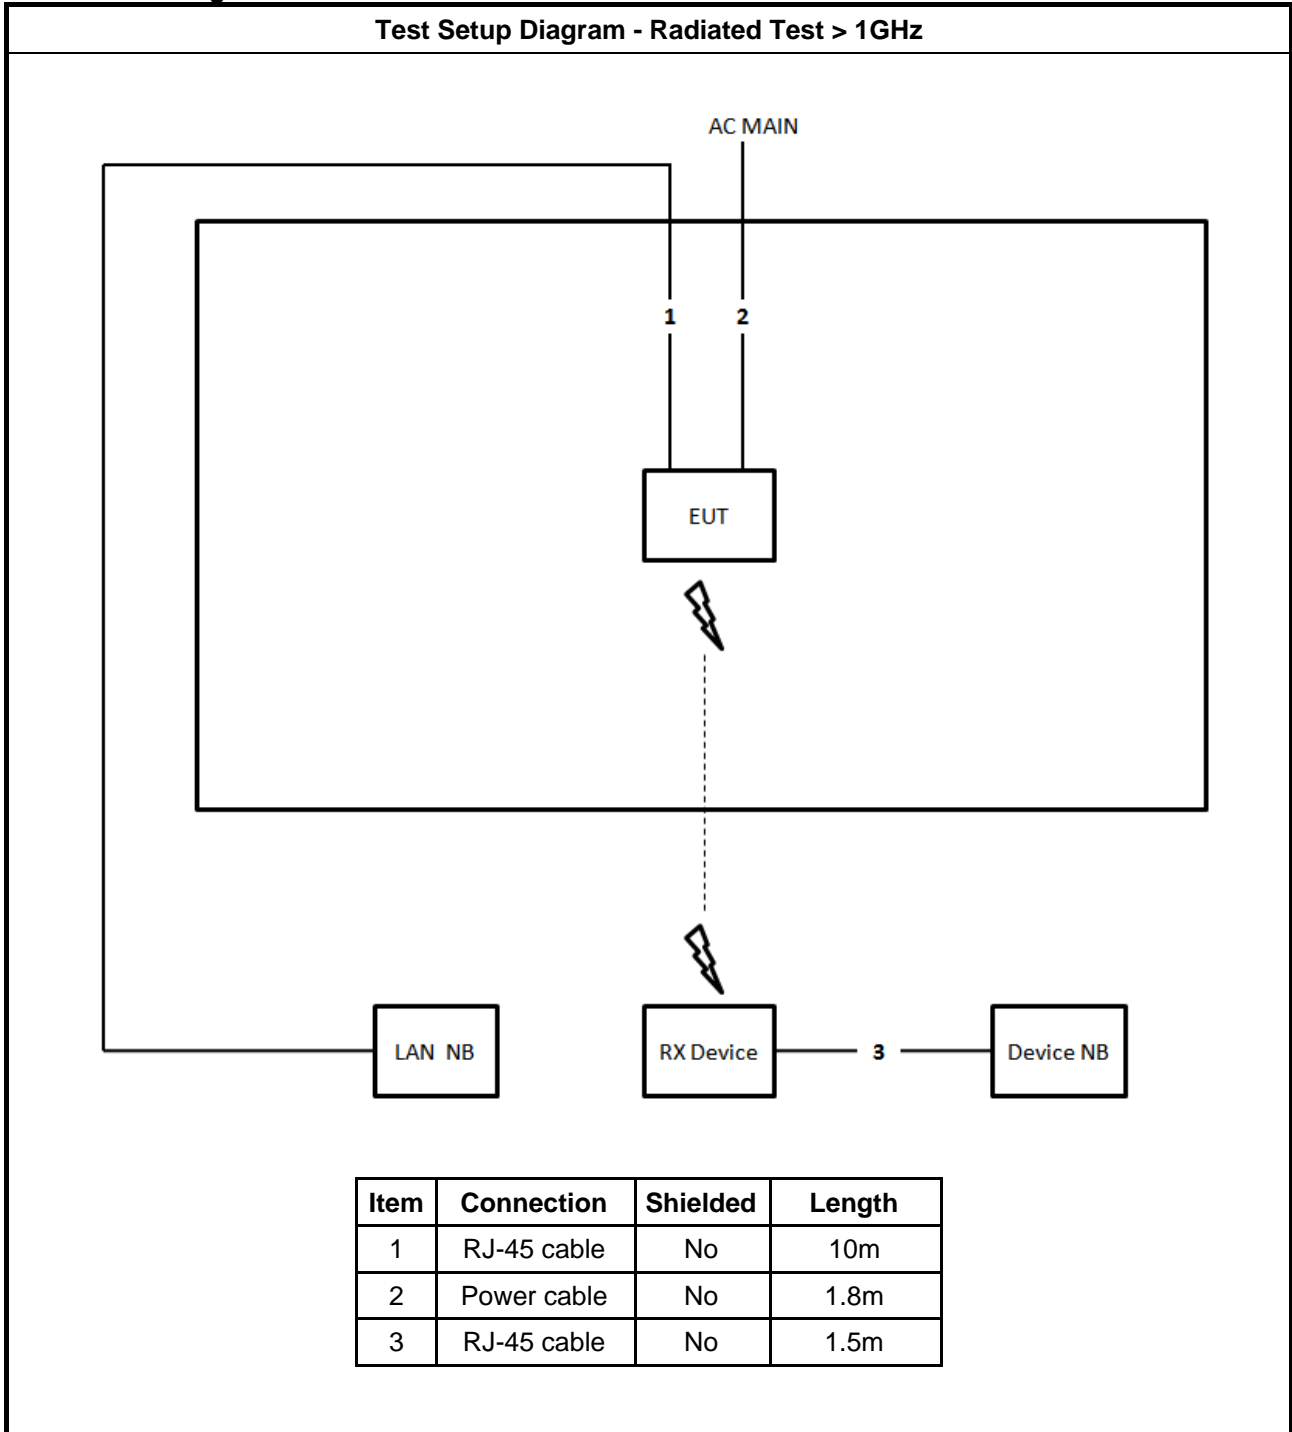 Test Setup Diagram - Radiated Test > 1GHz
AC MAIN
1 2
EUT
LAN NB RX Device 3 Device NB
Item Connection Shielded Length
1 RJ-45 cable No 10m
2 Power cable No 1.8m
3 RJ-45 cable No 1.5m